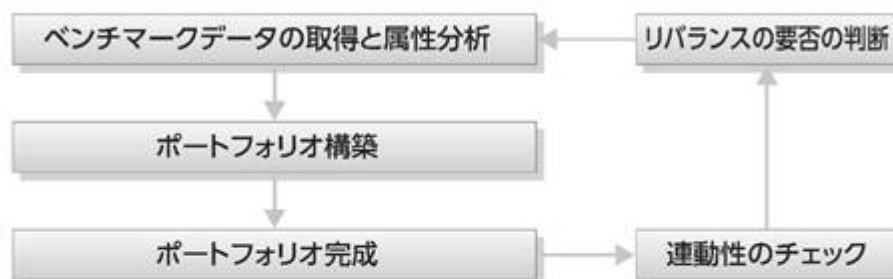 ベンチマークデータの取得と属性分析
リバランスの要否の判断
ポートフォリオ構築
ポートフォリオ完成
連動性のチェック